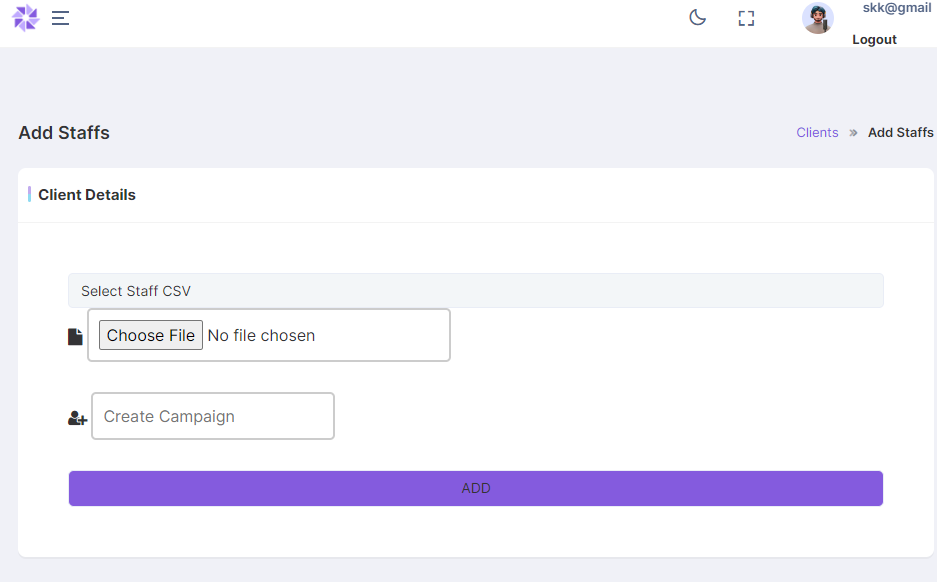 skk@gmail
Logout
Add Staffs
Clients » Add Staffs
Client Details
Select Staff CSV
Choose File No file chosen
Create Campaign
ADD